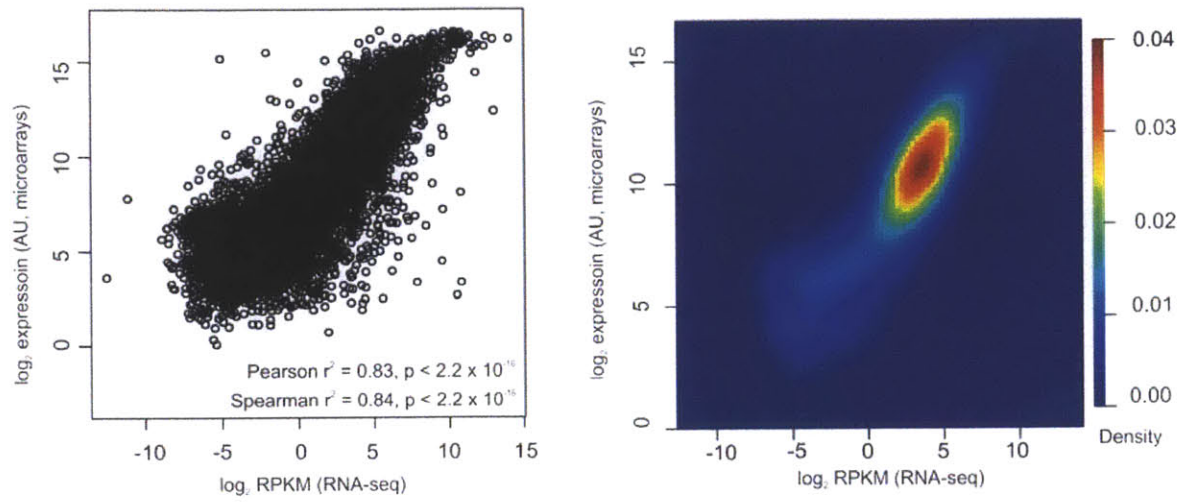 log₂ expressoin (AU, microarrays)
15
10
5
0
Pearson r² = 0.83, p < 2.2 x 10⁻¹⁶
Spearman r² = 0.84, p < 2.2 x 10⁻¹⁶
-10 -5 0 5 10 15
log₂ RPKM (RNA-seq)
log₂ expressoin (AU, microarrays)
15
10
5
0
-10 -5 0 5 10
log₂ RPKM (RNA-seq)
0.04
0.03
0.02
0.01
0.00
Density